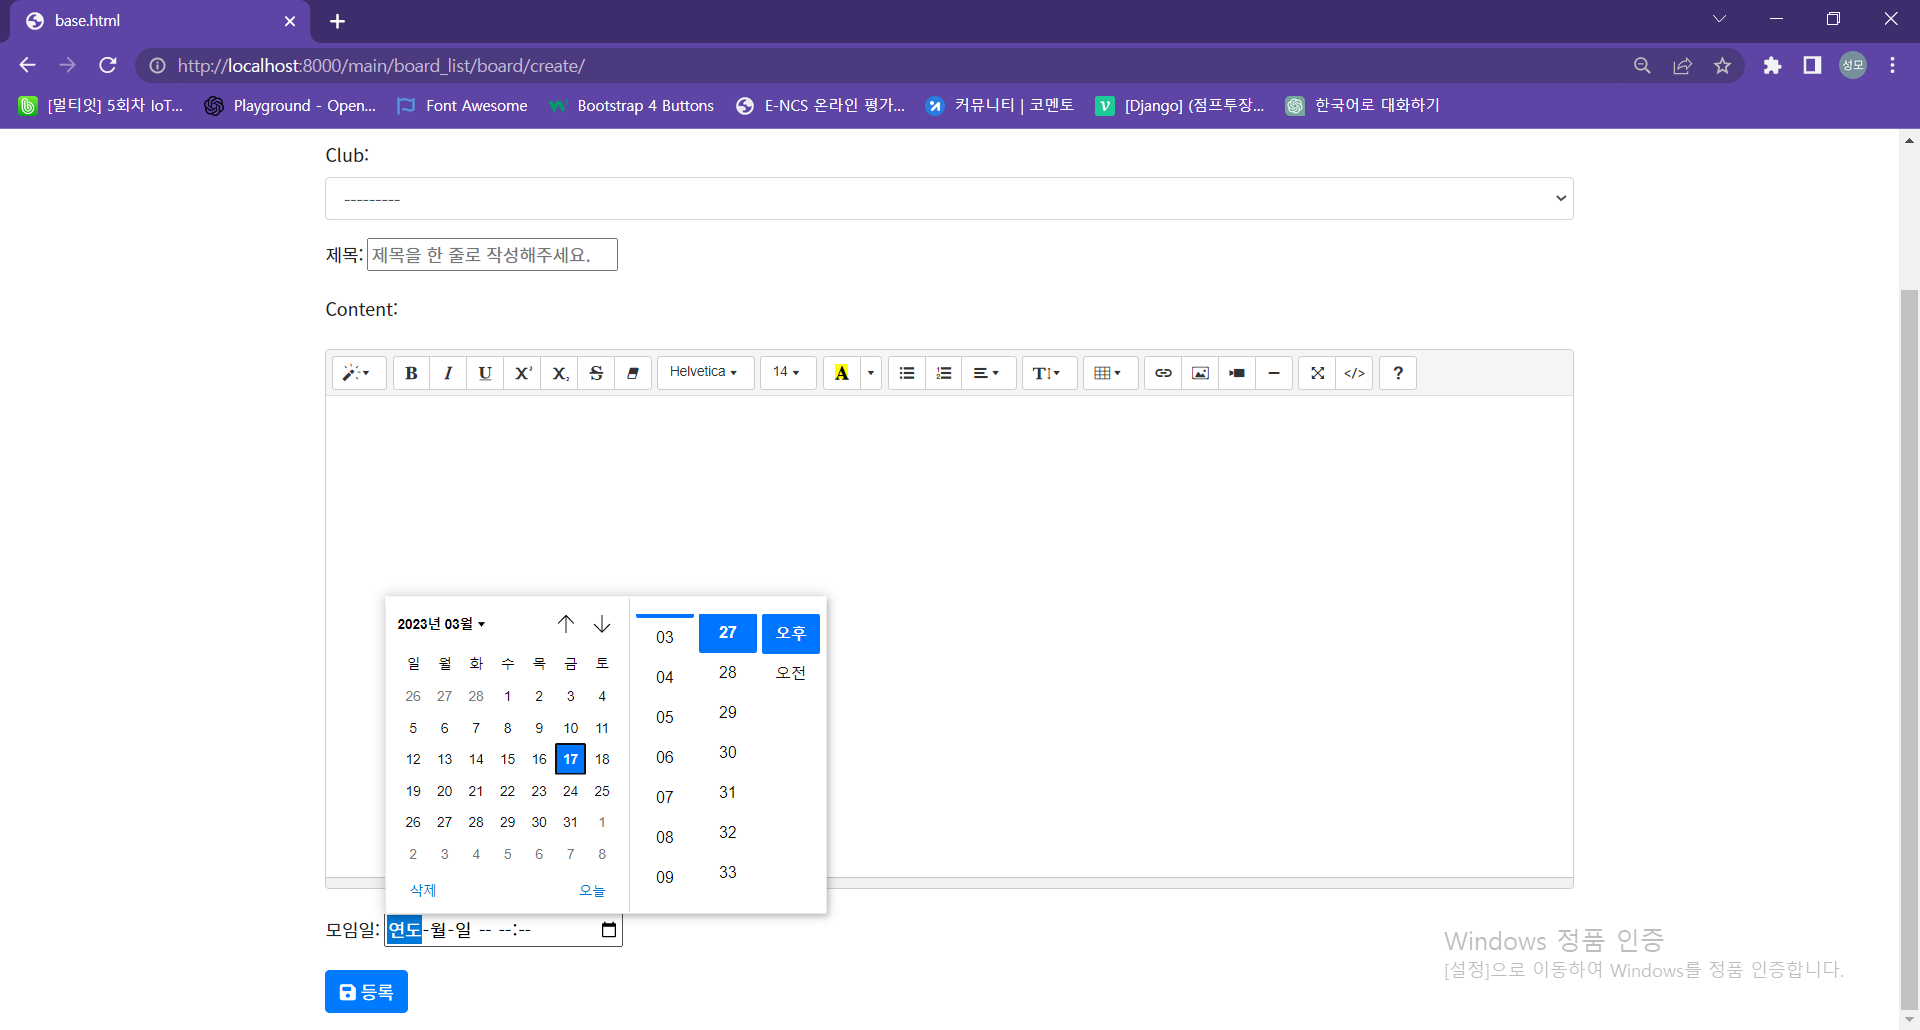 base.html
http://localhost:8000/main/board_list/board/create/
성모
[멀티잇] 5회차 IoT...
Playground - Open...
Font Awesome
Bootstrap 4 Buttons
E-NCS 온라인 평가...
커뮤니티 | 코멘토
[Django] (점프투장...
한국어로 대화하기
Club:
---------
제목: 제목을 한 줄로 작성해주세요.
Content:
B I U X² X₂ S Helvetica 14 A T </> ?
2023년 03월
일 월 화 수 목 금 토
26 27 28 1 2 3 4
5 6 7 8 9 10 11
12 13 14 15 16 17 18
19 20 21 22 23 24 25
26 27 28 29 30 31 1
2 3 4 5 6 7 8
삭제 오늘
03 27 오후
04 28 오전
05 29
06 30
07 31
08 32
09 33
모임일: 연도-월-일 -- --:--
등록
Windows 정품 인증
[설정]으로 이동하여 Windows를 정품 인증합니다.